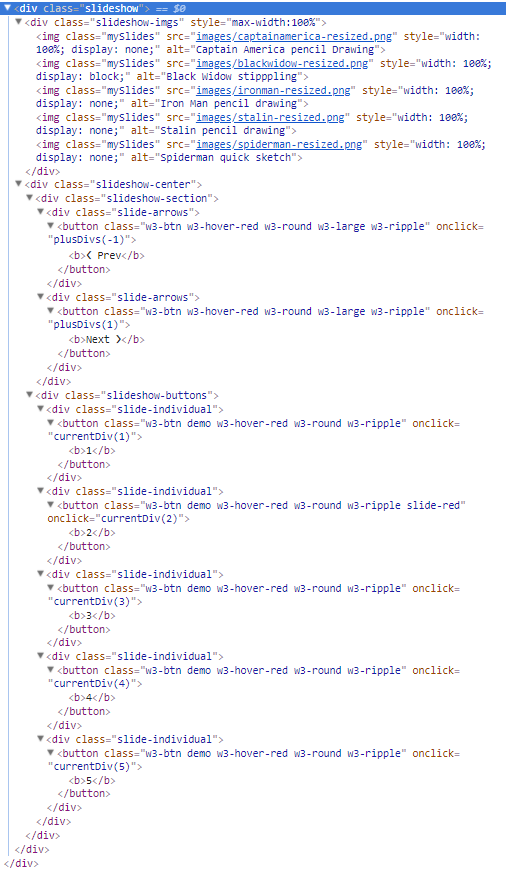 ▼<div class="slideshow"> == $0
▼<div class="slideshow-imgs" style="max-width:100%">
<img class="mySlides" src="images/captainamerica-resized.png" style="width:
100%; display: none;" alt="Captain America pencil Drawing">
<img class="mySlides" src="images/blackwidow-resized.png" style="width: 100%;
display: block;" alt="Black Widow stipppling">
<img class="mySlides" src="images/ironman-resized.png" style="width: 100%;
display: none;" alt="Iron Man pencil drawing">
<img class="mySlides" src="images/stalin-resized.png" style="width: 100%;
display: none;" alt="Stalin pencil drawing">
<img class="mySlides" src="images/spiderman-resized.png" style="width: 100%;
display: none;" alt="Spiderman quick sketch">
</div>
▼<div class="slideshow-center">
▼<div class="slideshow-section">
▼<div class="slide-arrows">
▼<button class="w3-btn w3-hover-red w3-round w3-large w3-ripple" onclick=
"plusDivs(-1)">
<b>❮ Prev</b>
</button>
</div>
▼<div class="slide-arrows">
▼<button class="w3-btn w3-hover-red w3-round w3-large w3-ripple" onclick=
"plusDivs(1)">
<b>Next ❯</b>
</button>
</div>
</div>
▼<div class="slideshow-buttons">
▼<div class="slide-individual">
▼<button class="w3-btn demo w3-hover-red w3-round w3-ripple" onclick=
"currentDiv(1)">
<b>1</b>
</button>
</div>
▼<div class="slide-individual">
▼<button class="w3-btn demo w3-hover-red w3-round w3-ripple slide-red"
onclick="currentDiv(2)">
<b>2</b>
</button>
</div>
▼<div class="slide-individual">
▼<button class="w3-btn demo w3-hover-red w3-round w3-ripple" onclick=
"currentDiv(3)">
<b>3</b>
</button>
</div>
▼<div class="slide-individual">
▼<button class="w3-btn demo w3-hover-red w3-round w3-ripple" onclick=
"currentDiv(4)">
<b>4</b>
</button>
</div>
▼<div class="slide-individual">
▼<button class="w3-btn demo w3-hover-red w3-round w3-ripple" onclick=
"currentDiv(5)">
<b>5</b>
</button>
</div>
</div>
</div>
</div>
</div>